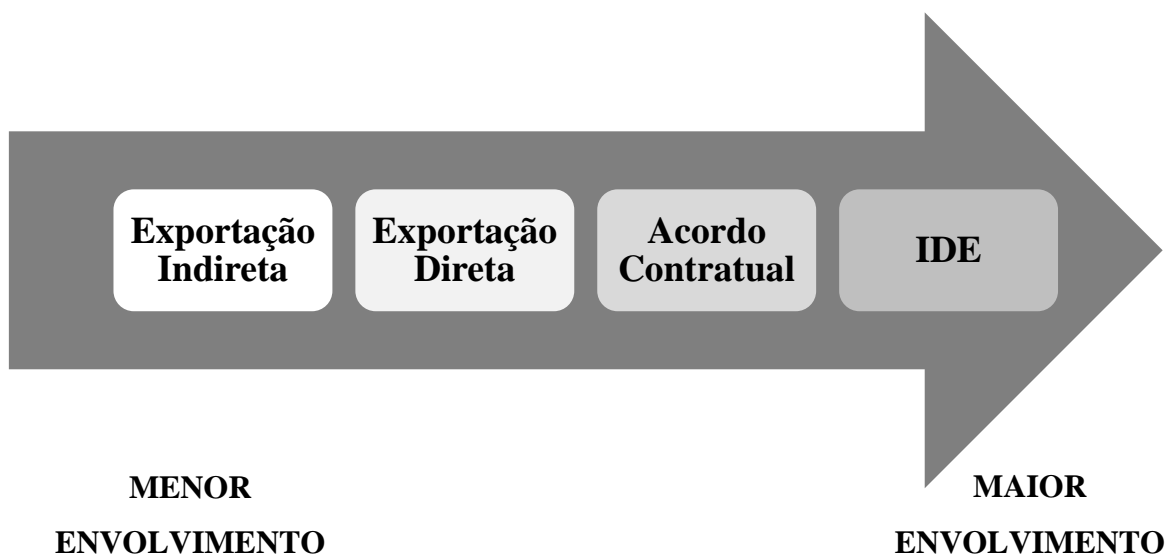 Exportação
Indireta
Exportação
Direta
Acordo
Contratual
IDE
MENOR
ENVOLVIMENTO
MAIOR
ENVOLVIMENTO